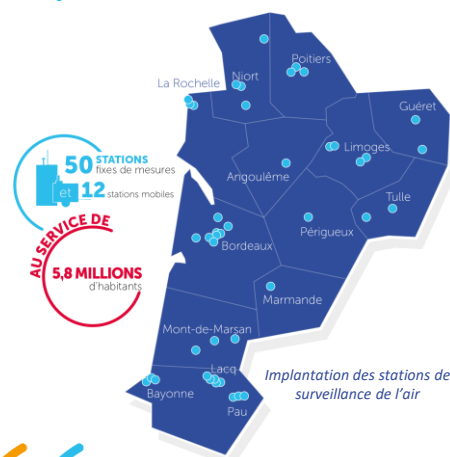 Poitiers
La Rochelle
Niort
Guéret
Limoges
50 STATIONS
fixes de mesures
et 12 stations mobiles
Angoulême
Tulle
AU SERVICE DE
Périgueux
Bordeaux
5,8 MILLIONS
d'habitants
Marmande
Mont-de-Marsan
Lacq
Bayonne
Pau
Implantation des stations de
surveillance de l'air